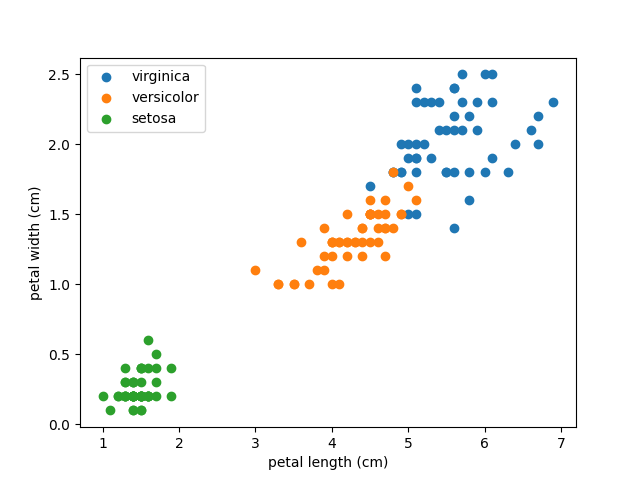 virginica
versicolor
setosa
2.5
2.0
1.5
1.0
0.5
0.0
petal width (cm)
1
2
3
4
5
6
7
petal length (cm)